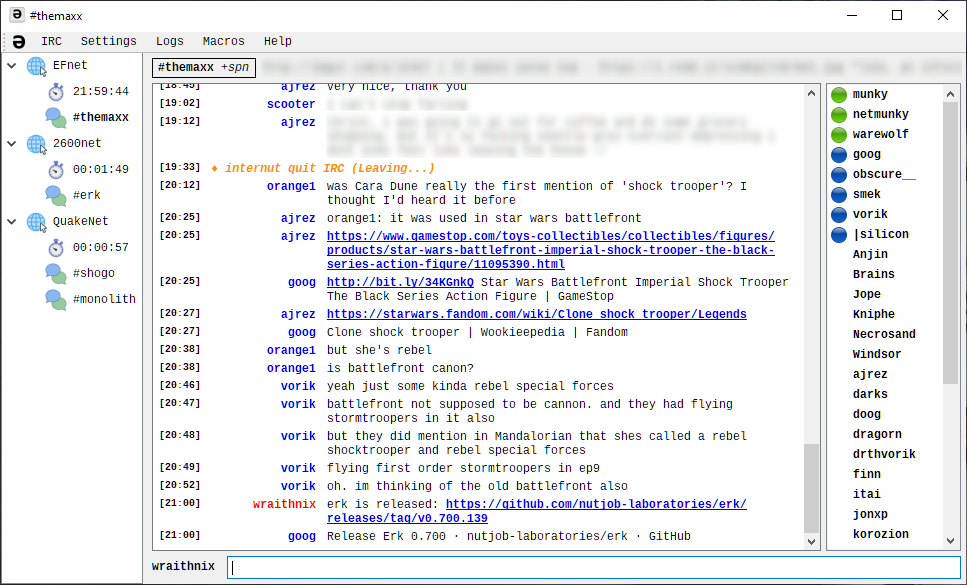 #themaxx
IRC Settings Logs Macros Help
EFnet
21:59:44
#themaxx
2600net
00:01:49
#erk
QuakeNet
00:00:57
#shogo
#monolith
#themaxx +spn
[18:45] ajrez very nice, thank you
[19:02] scooter
[19:12] ajrez
[19:33] ♦ internut quit IRC (Leaving...)
[20:12] orange1 was Cara Dune really the first mention of 'shock trooper'? I
thought I'd heard it before
[20:25] ajrez orange1: it was used in star wars battlefront
[20:25] ajrez https://www.gamestop.com/toys-collectibles/collectibles/figures/
products/star-wars-battlefront-imperial-shock-trooper-the-black-
series-action-figure/11095390.html
[20:25] goog http://bit.ly/34KGnkQ Star Wars Battlefront Imperial Shock Trooper
The Black Series Action Figure | GameStop
[20:27] ajrez https://starwars.fandom.com/wiki/Clone_shock_trooper/Legends
[20:27] goog Clone shock trooper | Wookieepedia | Fandom
[20:38] orange1 but she's rebel
[20:38] orange1 is battlefront canon?
[20:46] vorik yeah just some kinda rebel special forces
[20:47] vorik battlefront not supposed to be cannon. and they had flying
stormtroopers in it also
[20:48] vorik but they did mention in Mandalorian that shes called a rebel
shocktrooper and rebel special forces
[20:49] vorik flying first order stormtroopers in ep9
[20:52] vorik oh. im thinking of the old battlefront also
[21:00] wraithnix erk is released: https://github.com/nutjob-laboratories/erk/
releases/tag/v0.700.139
[21:00] goog Release Erk 0.700 · nutjob-laboratories/erk · GitHub
munky
netmunky
warewolf
goog
obscure__
smek
vorik
|silicon
Anjin
Brains
Jope
Kniphe
Necrosand
Windsor
ajrez
darks
doog
dragorn
drthvorik
finn
itai
jonxp
korozion
wraithnix